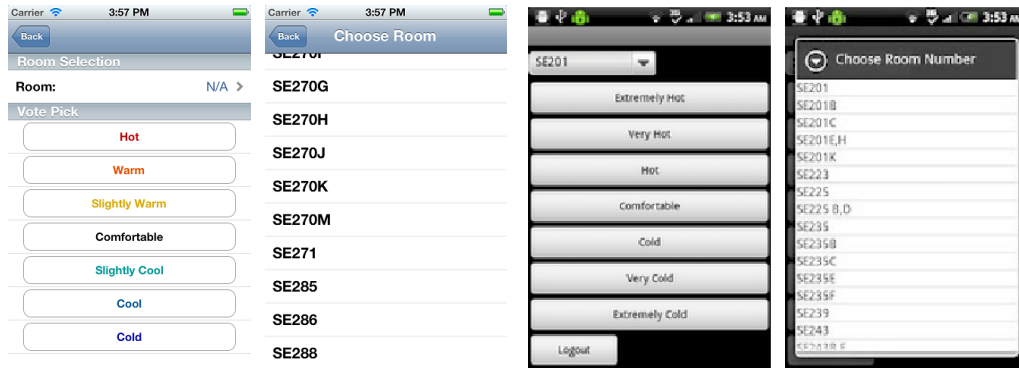 Carrier 3:57 PM
Back
Room Selection
Room: N/A
Vote Pick
Hot
Warm
Slightly Warm
Comfortable
Slightly Cool
Cool
Cold
Carrier 3:57 PM
Back Choose Room
SE270G
SE270H
SE270J
SE270K
SE270M
SE271
SE285
SE286
SE288
3:53 AM
SE201
Extremely Hot
Very Hot
Hot
Comfortable
Cold
Very Cold
Extremely Cold
Logout
3:53 AM
Choose Room Number
SE201
SE201B
SE201C
SE201E,H
SE201K
SE223
SE225
SE225 B,D
SE235
SE235B
SE235C
SE235E
SE235F
SE239
SE243